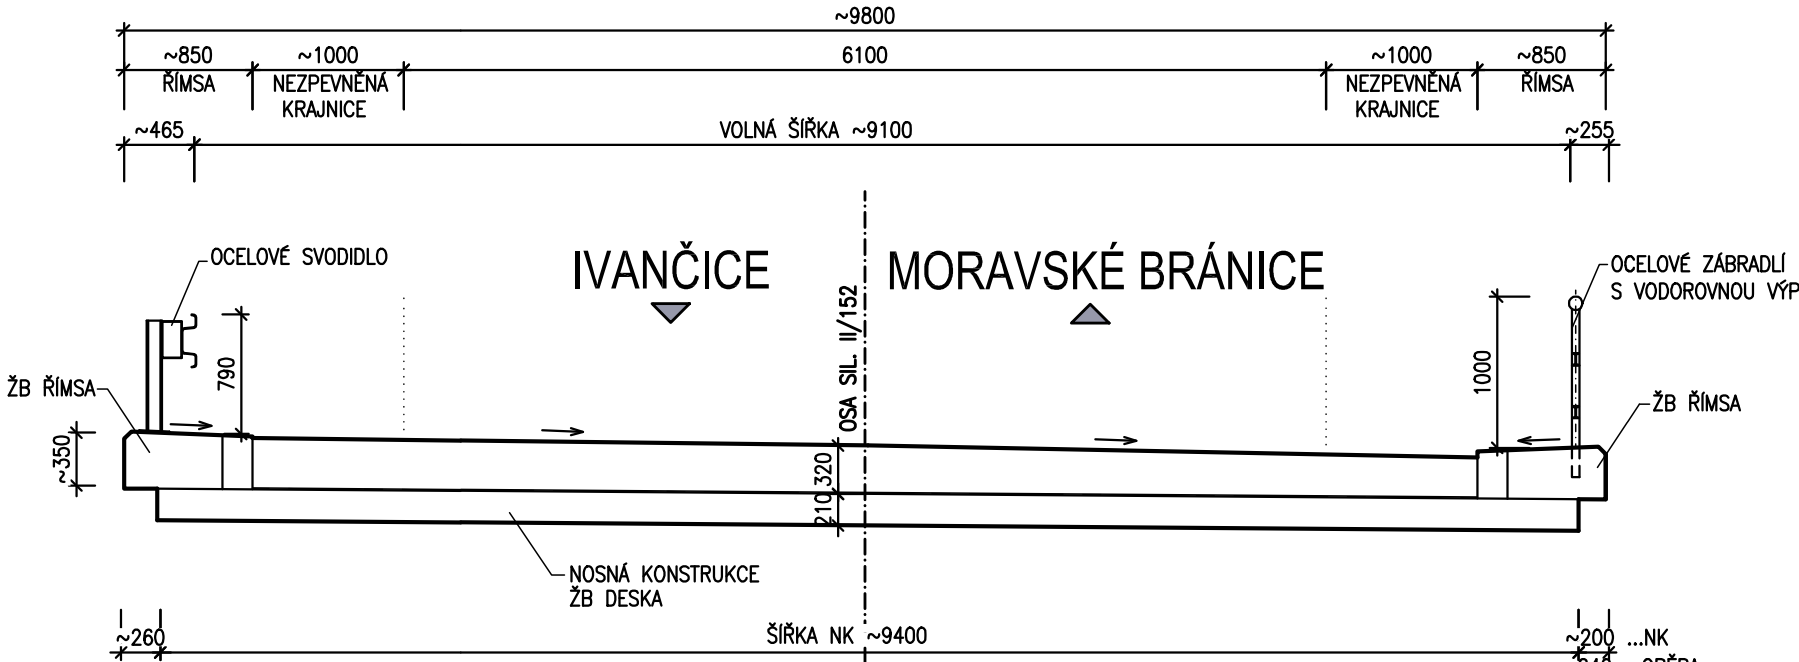 ~9800
~850
~1000
6100
~1000
~850
ŘÍMSA
NEZPEVNĚNÁ
KRAJNICE
NEZPEVNĚNÁ
KRAJNICE
ŘÍMSA
~465
VOLNÁ ŠÍŘKA ~9100
~255
OCELOVÉ SVODIDLO
IVANČICE
MORAVSKÉ BRÁNICE
OCELOVÉ ZÁBRADLÍ
S VODOROVNOU VÝP
OSA SIL. II/152
790
1000
ŽB ŘÍMSA
ŽB ŘÍMSA
~350
320
210
NOSNÁ KONSTRUKCE
ŽB DESKA
~260
ŠÍŘKA NK ~9400
~200 ...NK